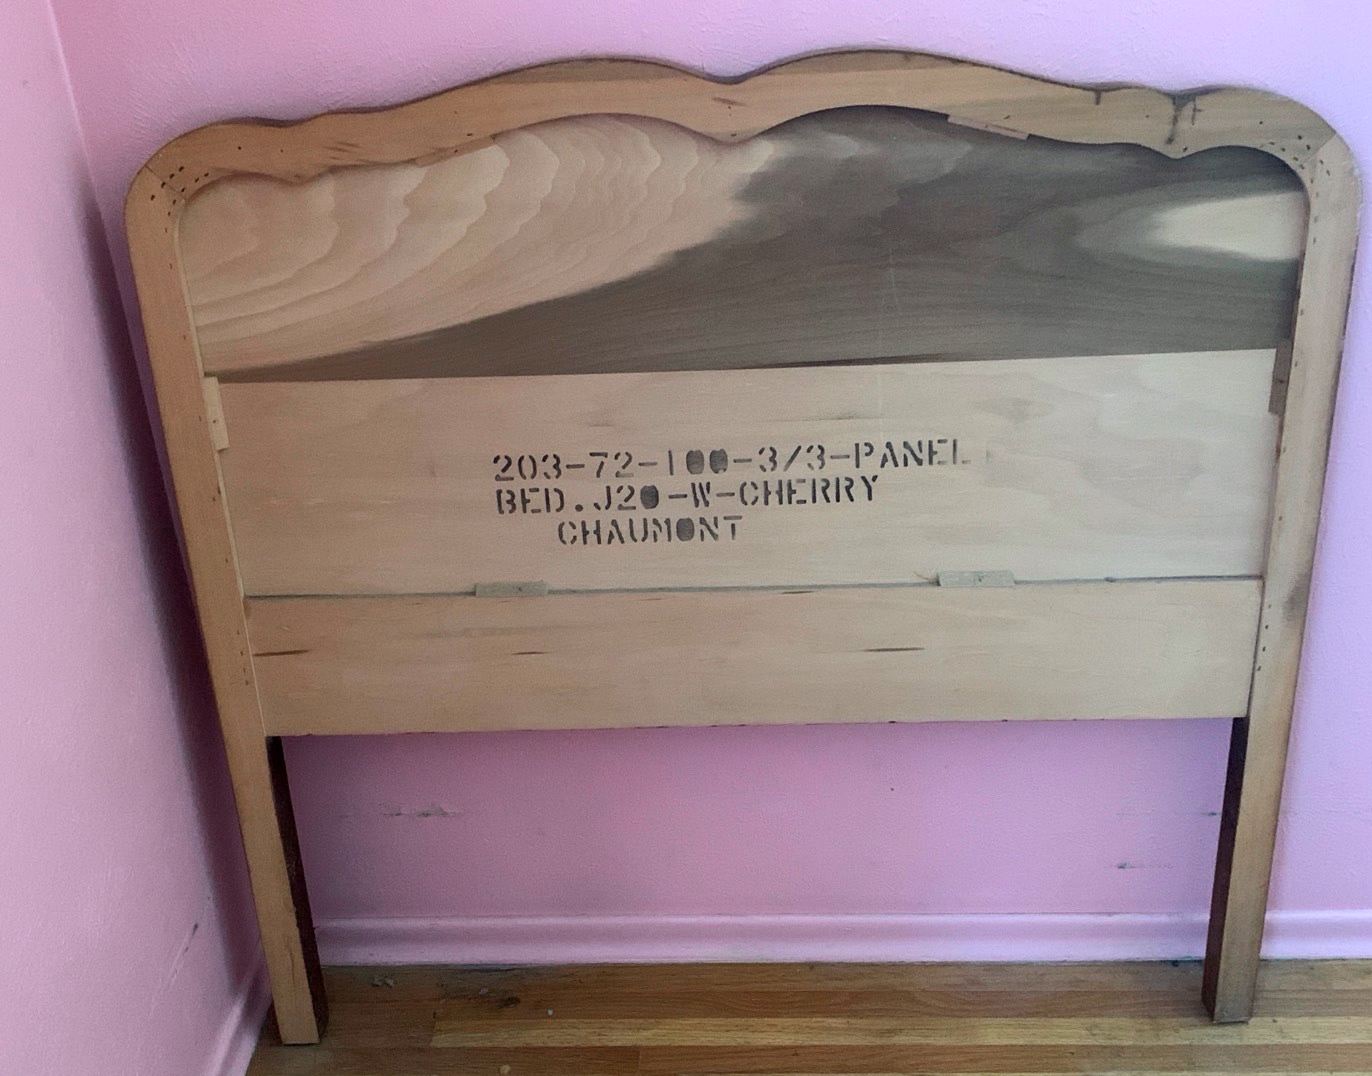 203-72-100-3/3-PANEL
BED.J20-W-CHERRY
CHAUMONT